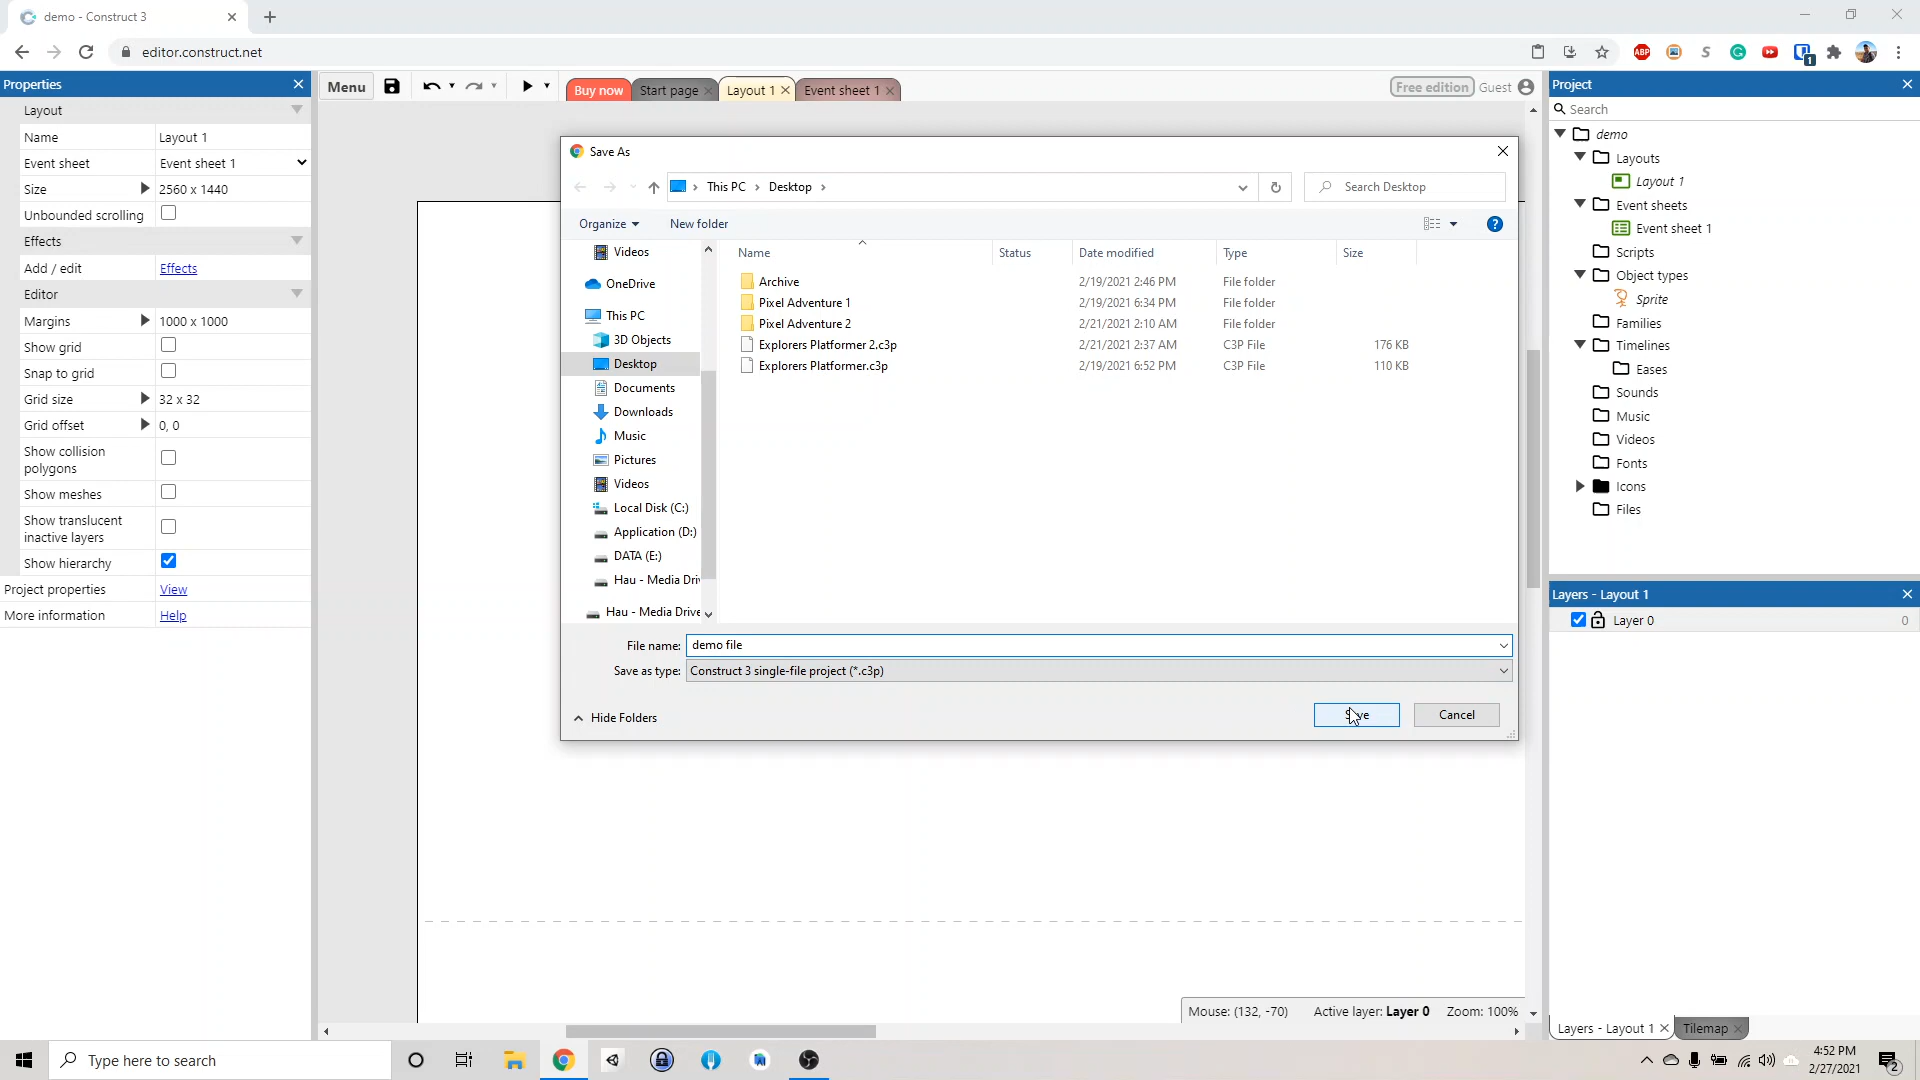 demo - Construct 3
editor.construct.net
ABP
S
1
Properties
Layout
Name Layout 1
Event sheet Event sheet 1
Size 2560 x 1440
Unbounded scrolling
Effects
Add / edit Effects
Editor
Margins 1000 x 1000
Show grid
Snap to grid
Grid size 32 x 32
Grid offset 0, 0
Show collision
polygons
Show meshes
Show translucent
inactive layers
Show hierarchy
Project properties View
More information Help
Menu
Buy now Start page Layout 1 Event sheet 1
Free edition Guest
Save As
This PC Desktop
Search Desktop
Organize New folder
Videos
OneDrive
This PC
3D Objects
Desktop
Documents
Downloads
Music
Pictures
Videos
Local Disk (C:)
Application (D:)
DATA (E:)
Hau - Media Driv
Hau - Media Drive
Name Status Date modified Type Size
Archive 2/19/2021 2:46 PM File folder
Pixel Adventure 1 2/19/2021 6:34 PM File folder
Pixel Adventure 2 2/21/2021 2:10 AM File folder
Explorers Platformer 2.c3p 2/21/2021 2:37 AM C3P File 176 KB
Explorers Platformer.c3p 2/19/2021 6:52 PM C3P File 110 KB
File name: demo file
Save as type: Construct 3 single-file project (*.c3p)
Hide Folders
Save Cancel
Mouse: (132, -70) Active layer: Layer 0 Zoom: 100%
Project
Search
demo
Layouts
Layout 1
Event sheets
Event sheet 1
Scripts
Object types
Sprite
Families
Timelines
Eases
Sounds
Music
Videos
Fonts
Icons
Files
Layers - Layout 1
Layer 0 0
Layers - Layout 1 Tilemap
Type here to search
4:52 PM
2/27/2021
2